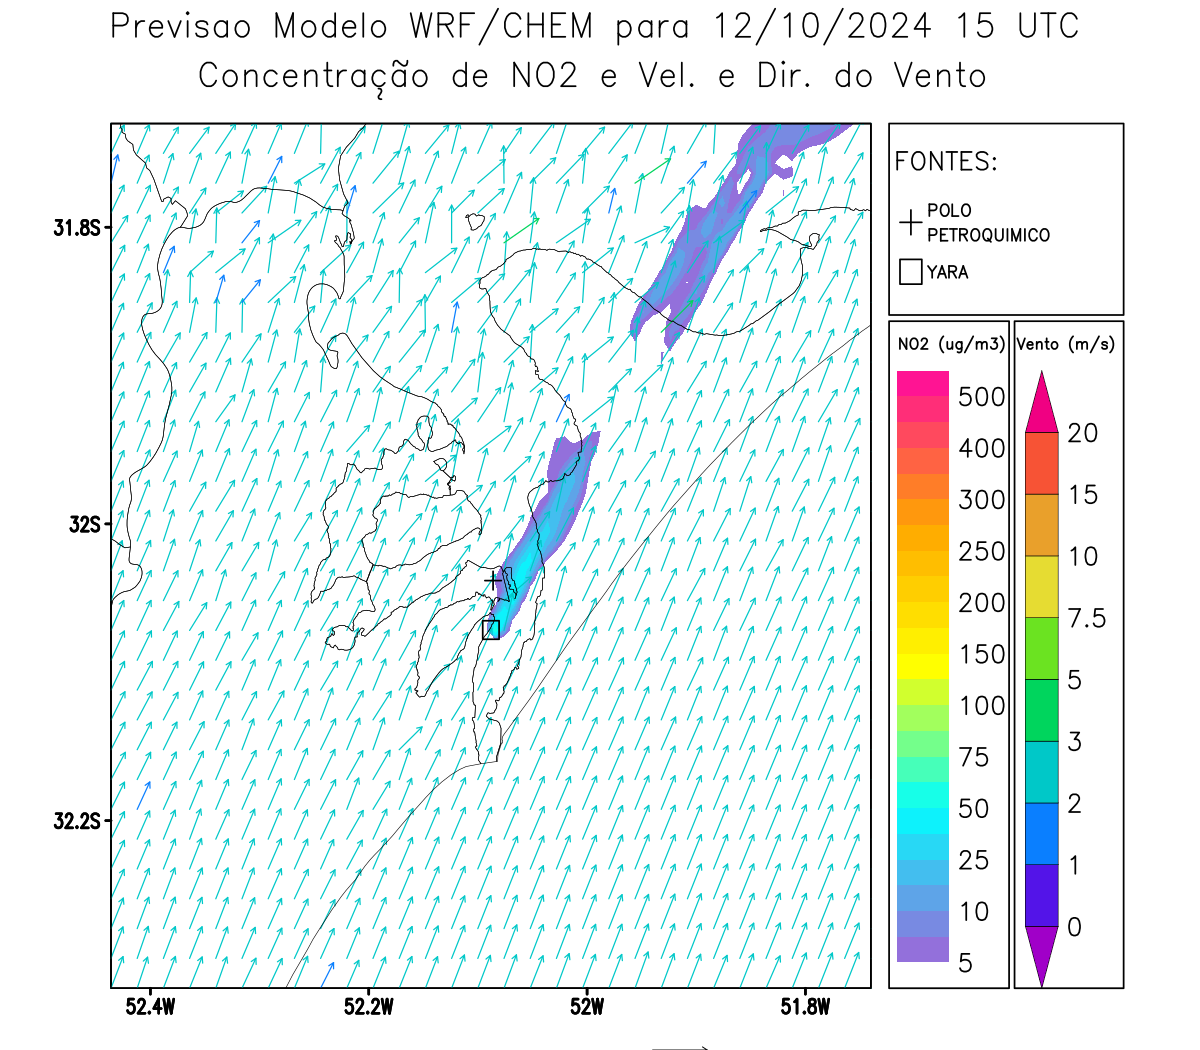 Previsao Modelo WRF/CHEM para 12/10/2024 15 UTC
Concentração de NO2 e Vel. e Dir. do Vento
FONTES:
POLO
PETROQUIMICO
YARA
NO2 (ug/m3)
500
400
300
250
200
150
100
75
50
25
10
5
Vento (m/s)
20
15
10
7.5
5
3
2
1
0
31.8S
32S
32.2S
52.4W
52.2W
52W
51.8W